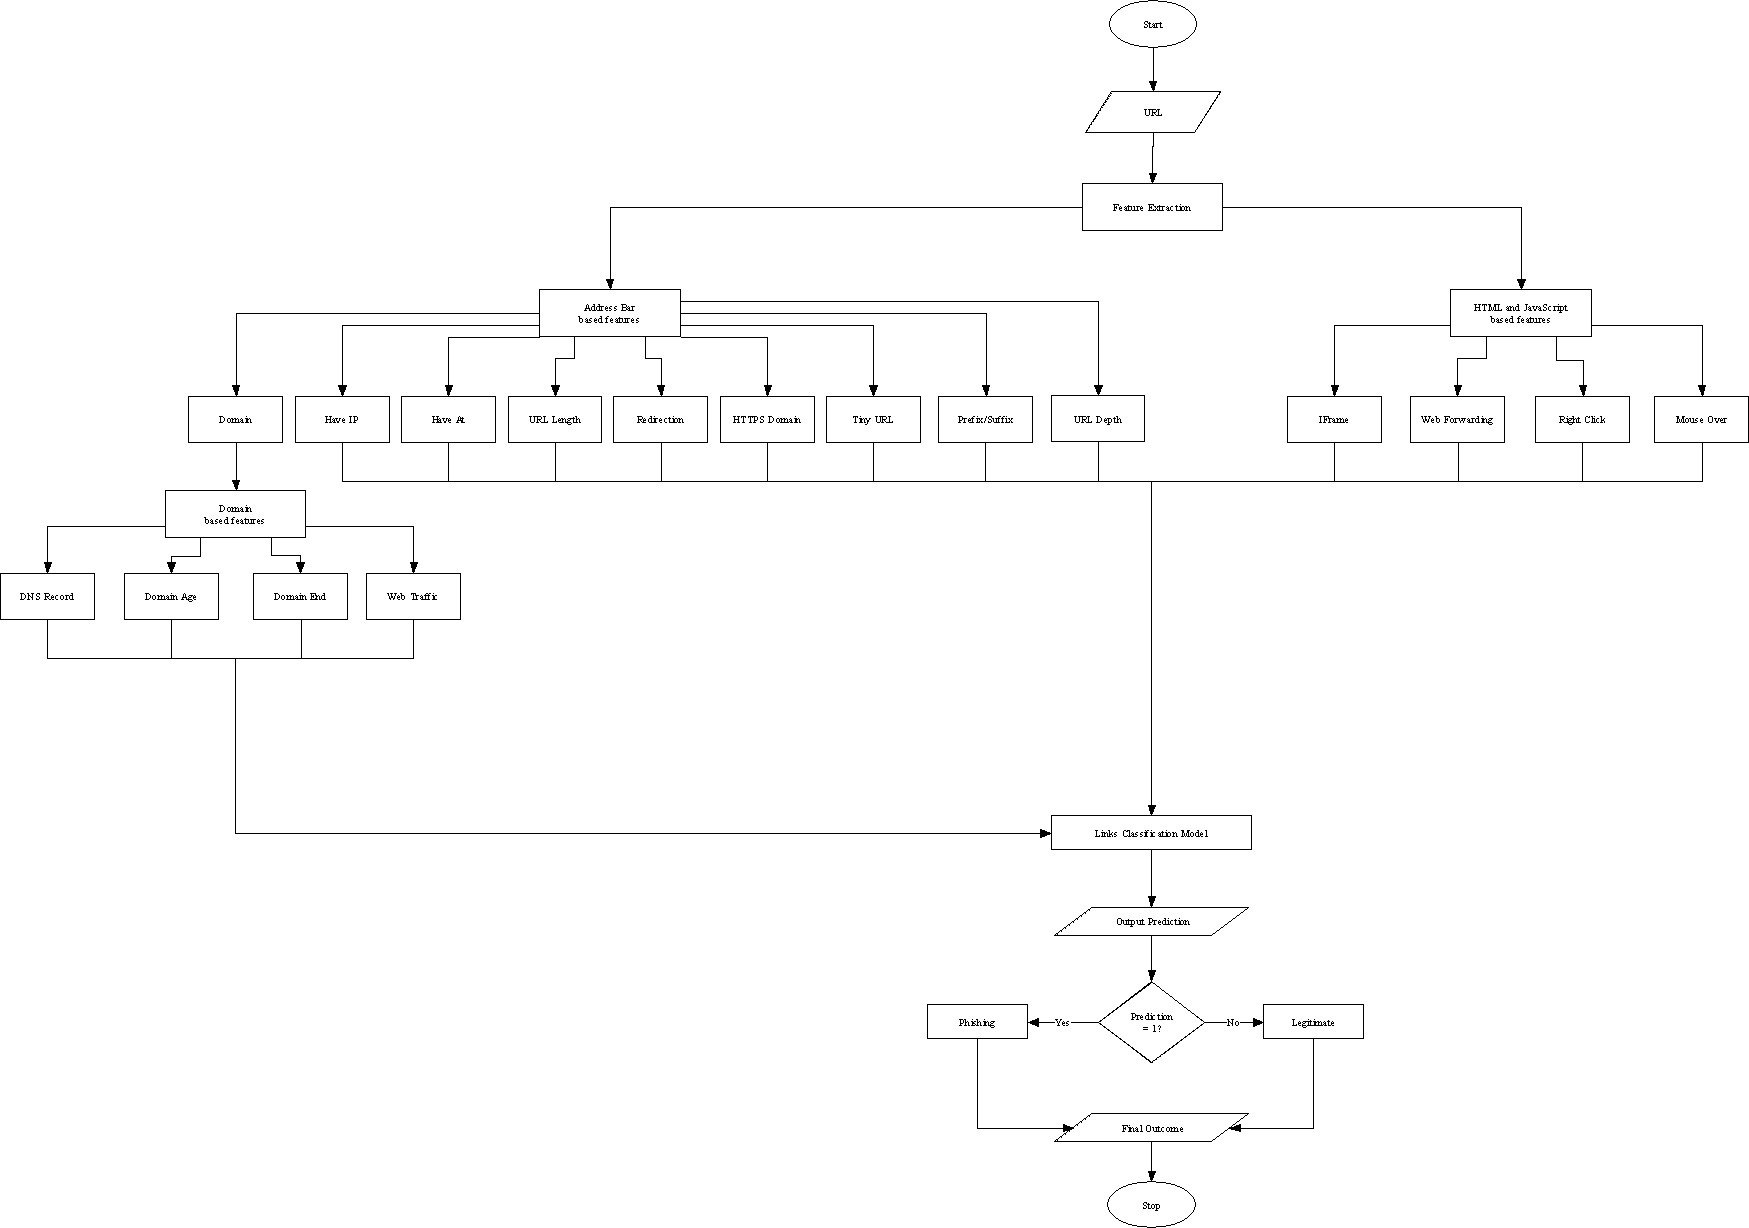 Start
URL
Feature Extraction
Address Bar
based features
HTML and JavaScript
based features
Domain
Have IP
Have At
URL Length
Redirection
HTTPS Domain
Tiny URL
Prefix/Suffix
URL Depth
IFrame
Web Forwarding
Right Click
Mouse Over
Domain
based features
DNS Record
Domain Age
Domain End
Web Traffic
Links Classification Model
Output Prediction
Phishing
Yes
Prediction
= 1?
No
Legitimate
Final Outcome
Stop